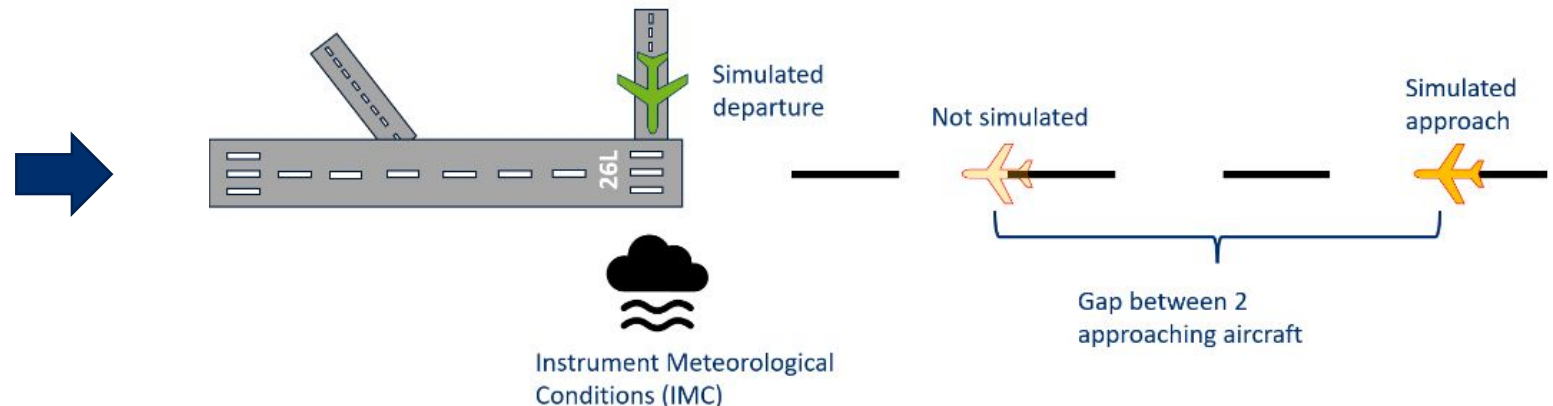 Simulated
departure
Not simulated
Simulated
approach
26L
Gap between 2
approaching aircraft
Instrument Meteorological
Conditions (IMC)